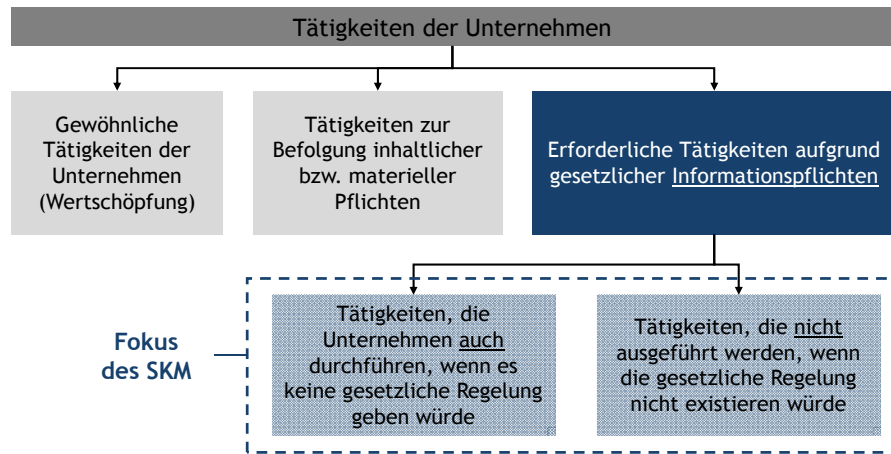 Tätigkeiten der Unternehmen
Gewöhnliche
Tätigkeiten der
Unternehmen
(Wertschöpfung)
Tätigkeiten zur
Befolgung inhaltlicher
bzw. materieller
Pflichten
Erforderliche Tätigkeiten aufgrund
gesetzlicher Informationspflichten
Fokus
des SKM
Tätigkeiten, die
Unternehmen auch
durchführen, wenn es
keine gesetzliche Regelung
geben würde
Tätigkeiten, die nicht
ausgeführt werden, wenn
die gesetzliche Regelung
nicht existieren würde